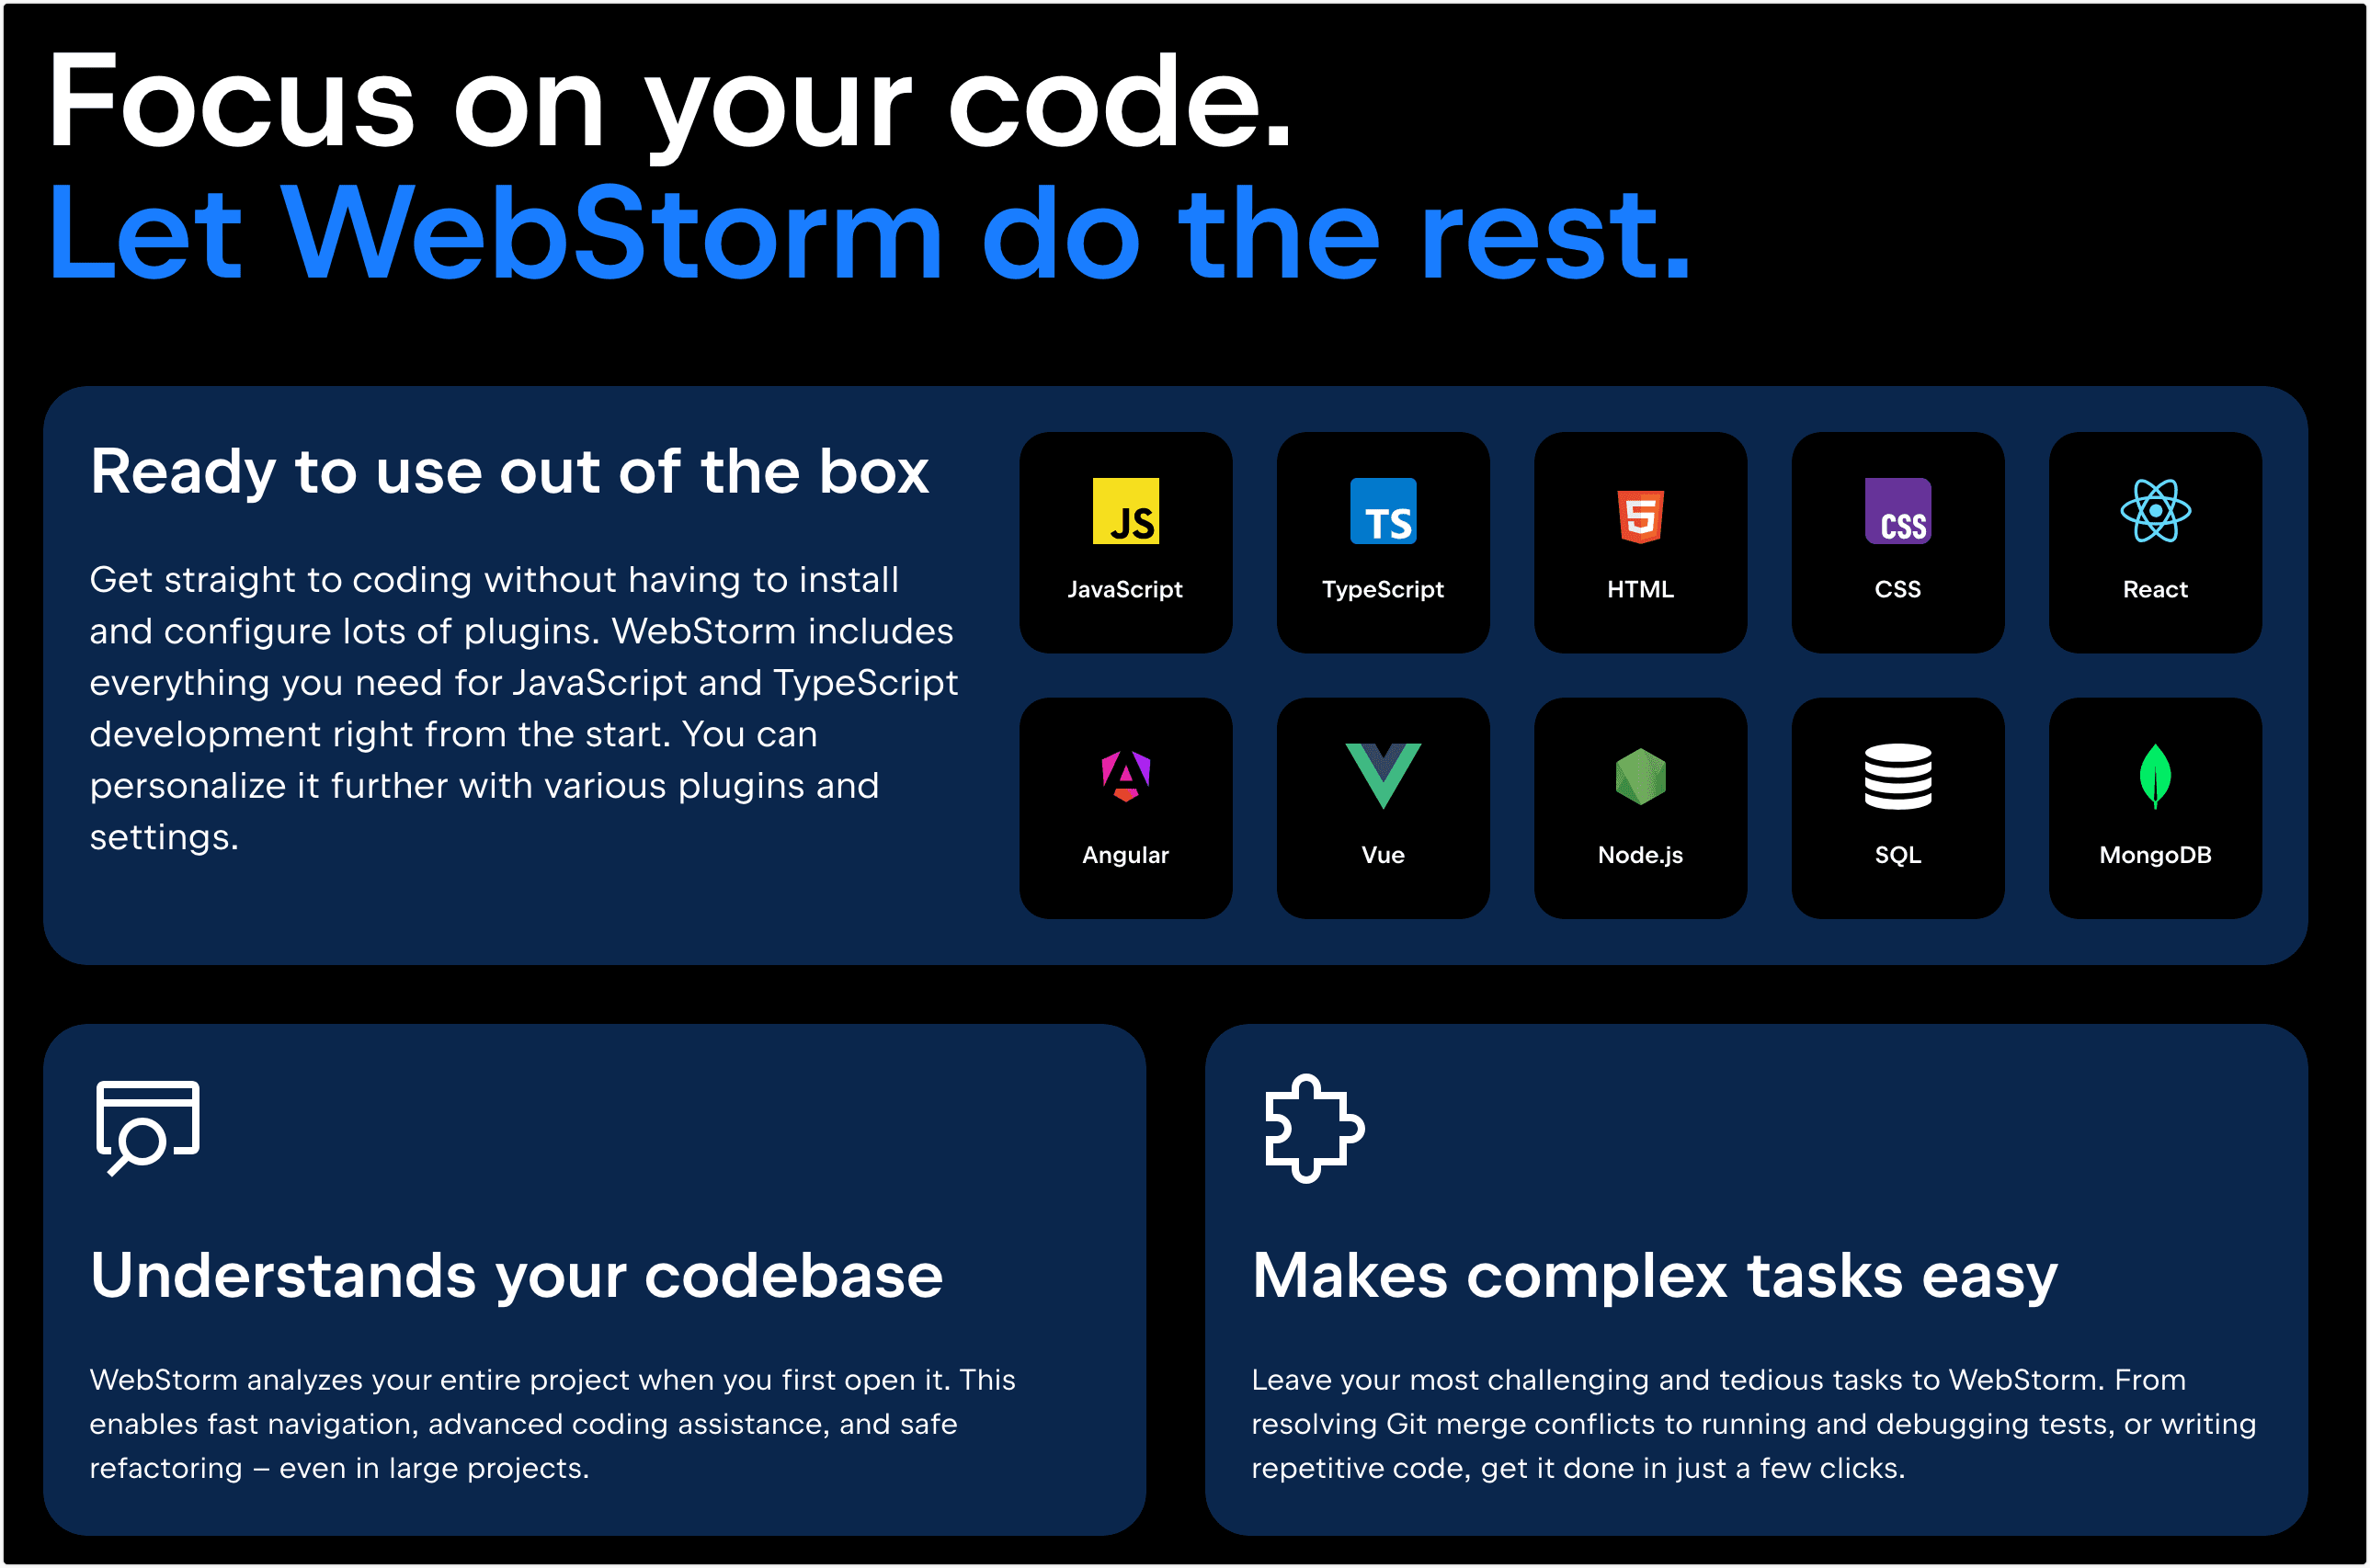 Focus on your code.
Let WebStorm do the rest.
Ready to use out of the box
Get straight to coding without having to install
and configure lots of plugins. WebStorm includes
everything you need for JavaScript and TypeScript
development right from the start. You can
personalize it further with various plugins and
settings.
JS
TS
5
CSS
JavaScript
TypeScript
HTML
CSS
React
A
Angular
Vue
Node.js
SQL
MongoDB
Understands your codebase
WebStorm analyzes your entire project when you first open it. This
enables fast navigation, advanced coding assistance, and safe
refactoring – even in large projects.
Makes complex tasks easy
Leave your most challenging and tedious tasks to WebStorm. From
resolving Git merge conflicts to running and debugging tests, or writing
repetitive code, get it done in just a few clicks.